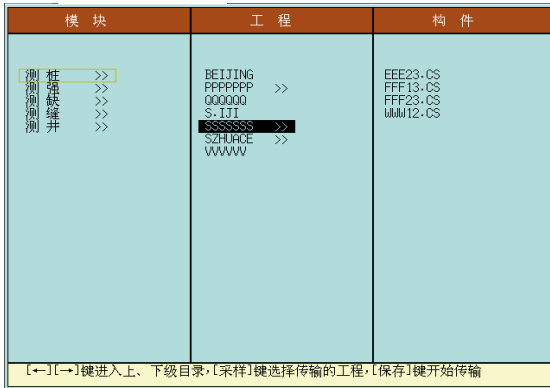 模 块
工 程
构 件
测 桩 >>
测 强 >>
测 缺 >>
测 缝 >>
测 井 >>
BEIJING
PPPPPPP >>
QQQQQQ
S.IJI
SSSSSSS >>
SZHUACE >>
VVVVVV
EEE23.CS
FFF13.CS
FFF23.CS
WWW12.CS
[←][→]键进入上、下级目录,[采样]键选择传输的工程,[保存]键开始传输